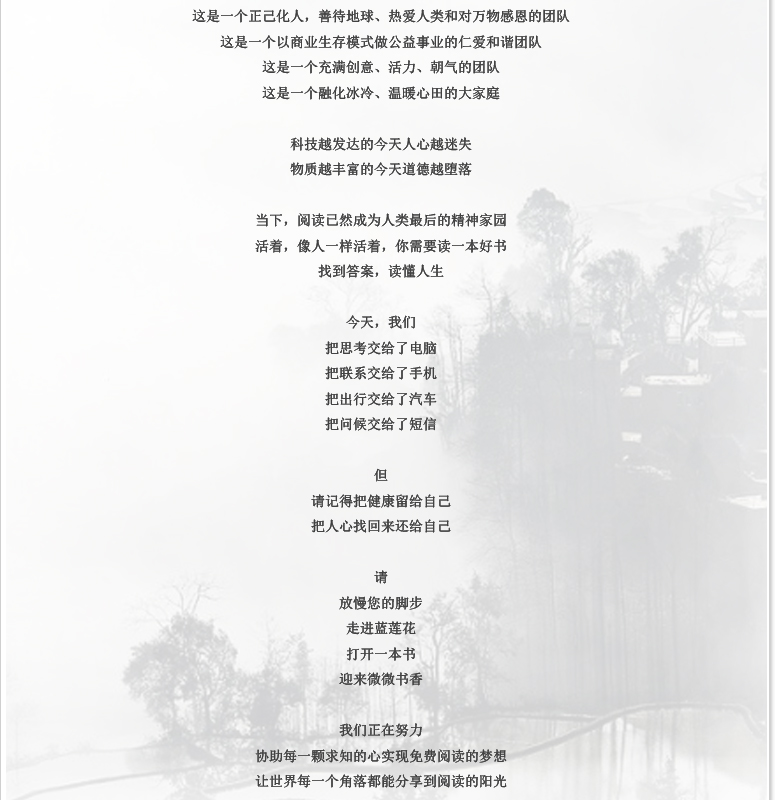 这是一个正己化人，善待地球、热爱人类和对万物感恩的团队
这是一个以商业生存模式做公益事业的仁爱和谐团队
这是一个充满创意、活力、朝气的团队
这是一个融化冰冷、温暖心田的大家庭
科技越发达的今天人心越迷失
物质越丰富的今天道德越堕落
当下，阅读已然成为人类最后的精神家园
活着，像人一样活着，你需要读一本好书
找到答案，读懂人生
今天，我们
把思考交给了电脑
把联系交给了手机
把出行交给了汽车
把问候交给了短信
但
请记得把健康留给自己
把人心找回来还给自己
请
放慢您的脚步
走进蓝莲花
打开一本书
迎来微微书香
我们正在努力
协助每一颗求知的心实现免费阅读的梦想
让世界每一个角落都能分享到阅读的阳光